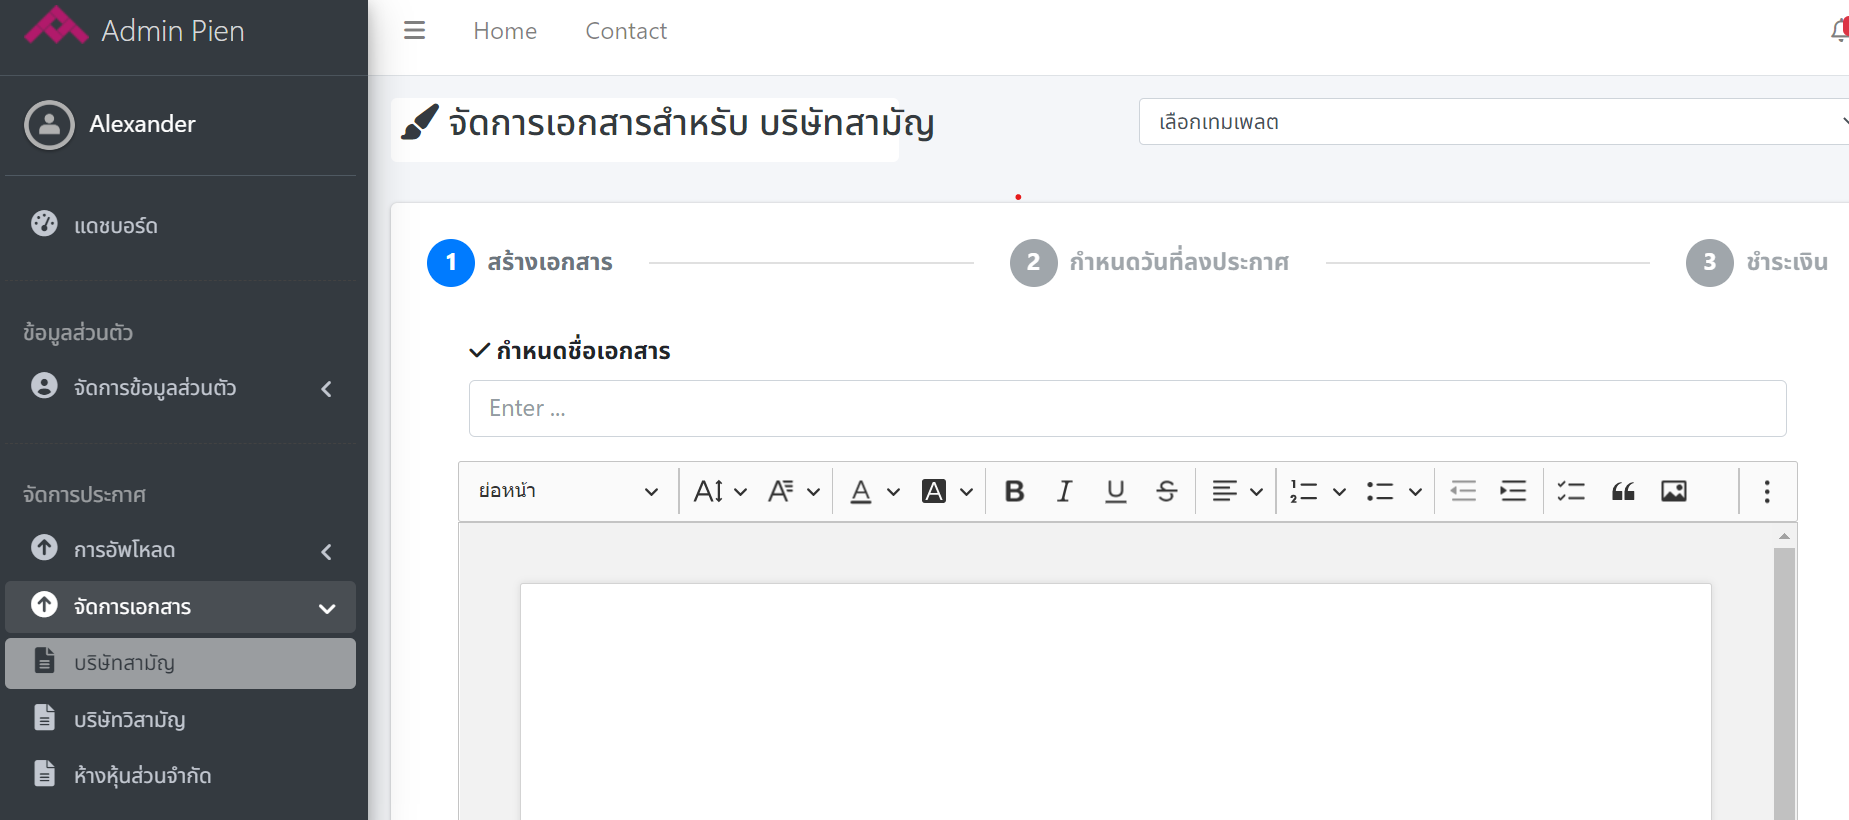 Admin Pien
Alexander
แดชบอร์ด
ข้อมูลส่วนตัว
จัดการข้อมูลส่วนตัว
จัดการประกาศ
การอัพโหลด
จัดการเอกสาร
บริษัทสามัญ
บริษัทวิสามัญ
ห้างหุ้นส่วนจำกัด
Home Contact
จัดการเอกสารสำหรับ บริษัทสามัญ
เลือกเทมเพลต
1 สร้างเอกสาร 2 กำหนดวันที่ลงประกาศ 3 ชำระเงิน
กำหนดชื่อเอกสาร
Enter ...
ย่อหน้า